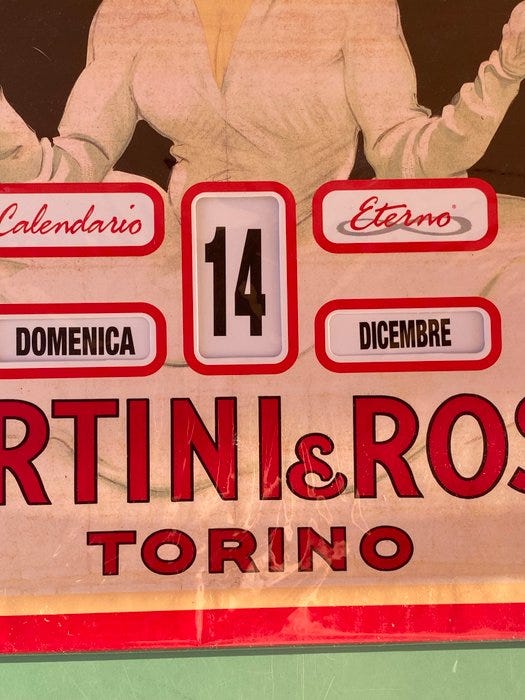 Calendario
Eterno®
14
DOMENICA
DICEMBRE
RTINI & ROS
TORINO